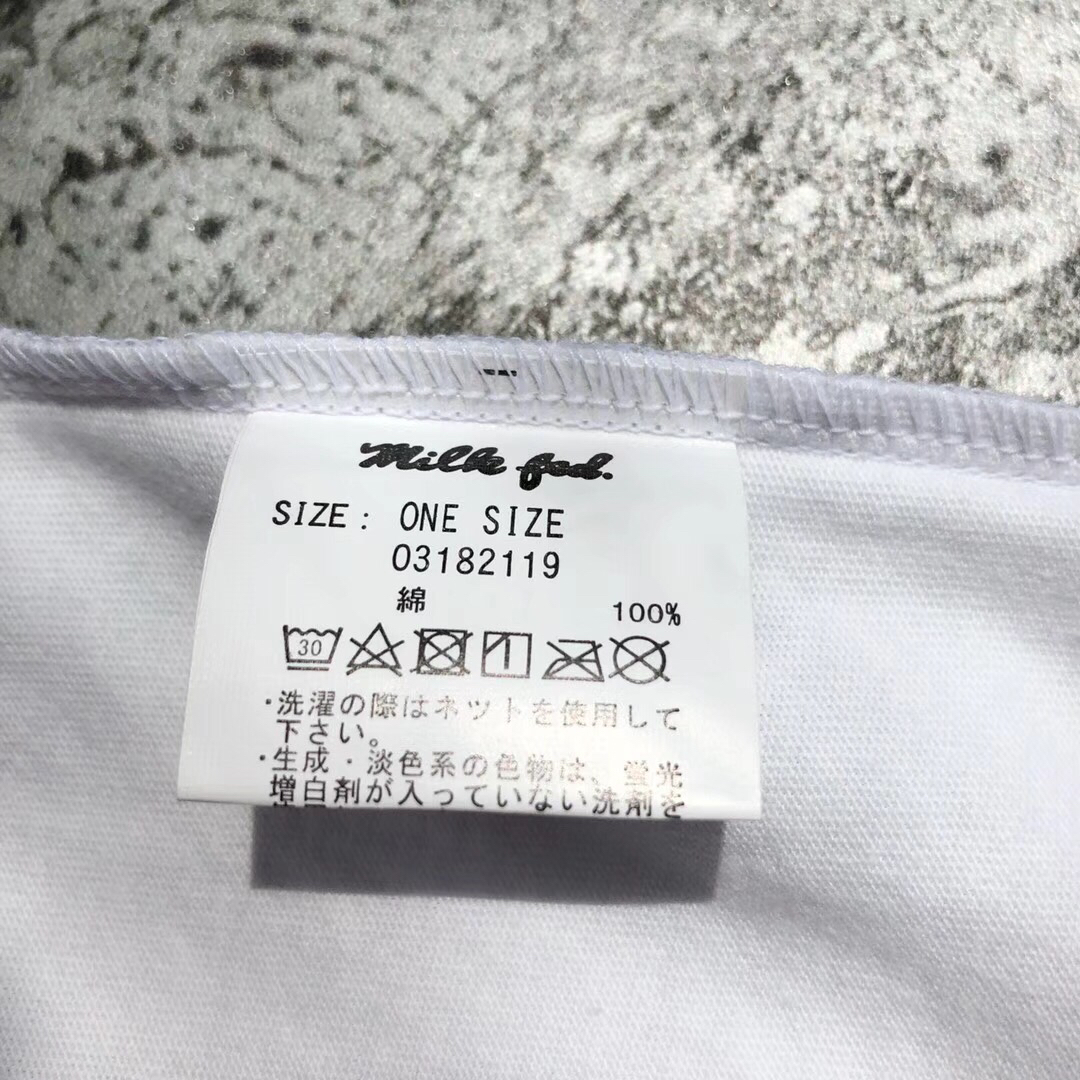 Milk fed.
SIZE: ONE SIZE
03182119
綿 100%
30
・洗濯の際はネットを使用して
下さい。
・生成・淡色系の色物は、蛍光
増白剤が入っていない洗剤を